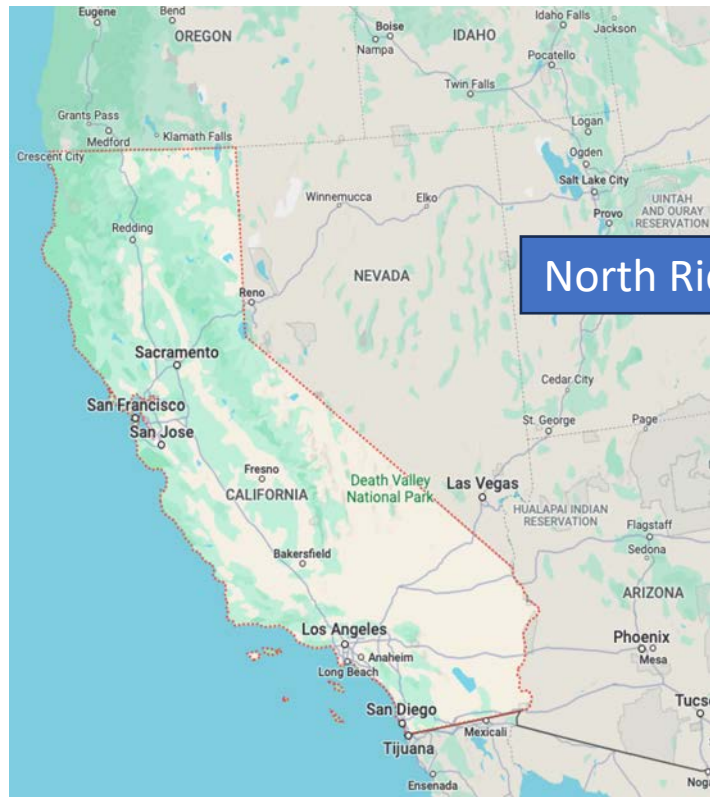 Eugene
Bend
OREGON
Boise
Nampa
IDAHO
Idaho Falls
Jackson
Pocatello
Twin Falls
Grants Pass
Medford
Klamath Falls
Crescent City
Logan
Ogden
Salt Lake City
Winnemucca
Elko
Provo
UINTAH
AND OURAY
RESERVATION
Redding
NEVADA
North Ri
Reno
Sacramento
Cedar City
San Francisco
San Jose
St. George
Page
Fresno
CALIFORNIA
Death Valley
National Park
Las Vegas
HUALAPAI INDIAN
RESERVATION
Flagstaff
Sedona
Bakersfield
ARIZONA
Los Angeles
Anaheim
Long Beach
Phoenix
Mesa
San Diego
Mexicali
Tijuana
Tucs
Ensenada
Noga